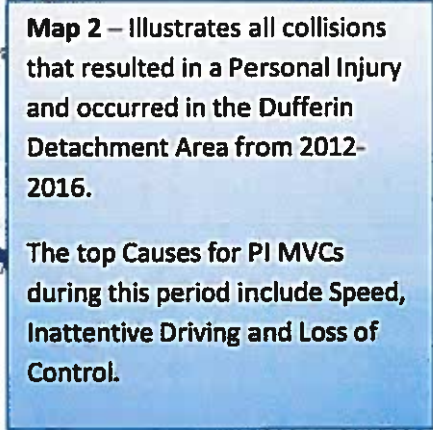 Map 2 – Illustrates all collisions
that resulted in a Personal Injury
and occurred in the Dufferin
Detachment Area from 2012-
2016.
The top Causes for PI MVCs
during this period include Speed,
Inattentive Driving and Loss of
Control.